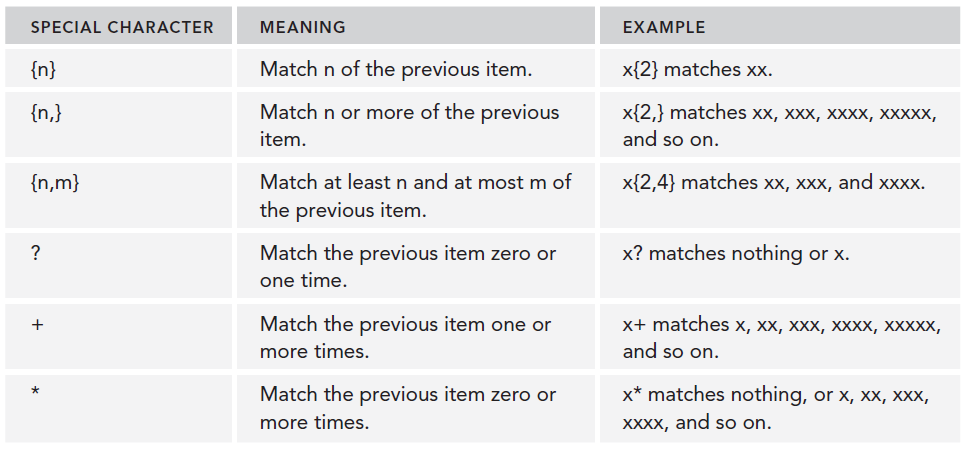 SPECIAL CHARACTER MEANING EXAMPLE
{n} Match n of the previous item. x{2} matches xx.
{n,} Match n or more of the previous x{2,} matches xx, xxx, xxxx, xxxxx,
item. and so on.
{n,m} Match at least n and at most m of x{2,4} matches xx, xxx, and xxxx.
the previous item.
? Match the previous item zero or x? matches nothing or x.
one time.
+ Match the previous item one or x+ matches x, xx, xxx, xxxx, xxxxx,
more times. and so on.
* Match the previous item zero or x* matches nothing, or x, xx, xxx,
more times. xxxx, and so on.